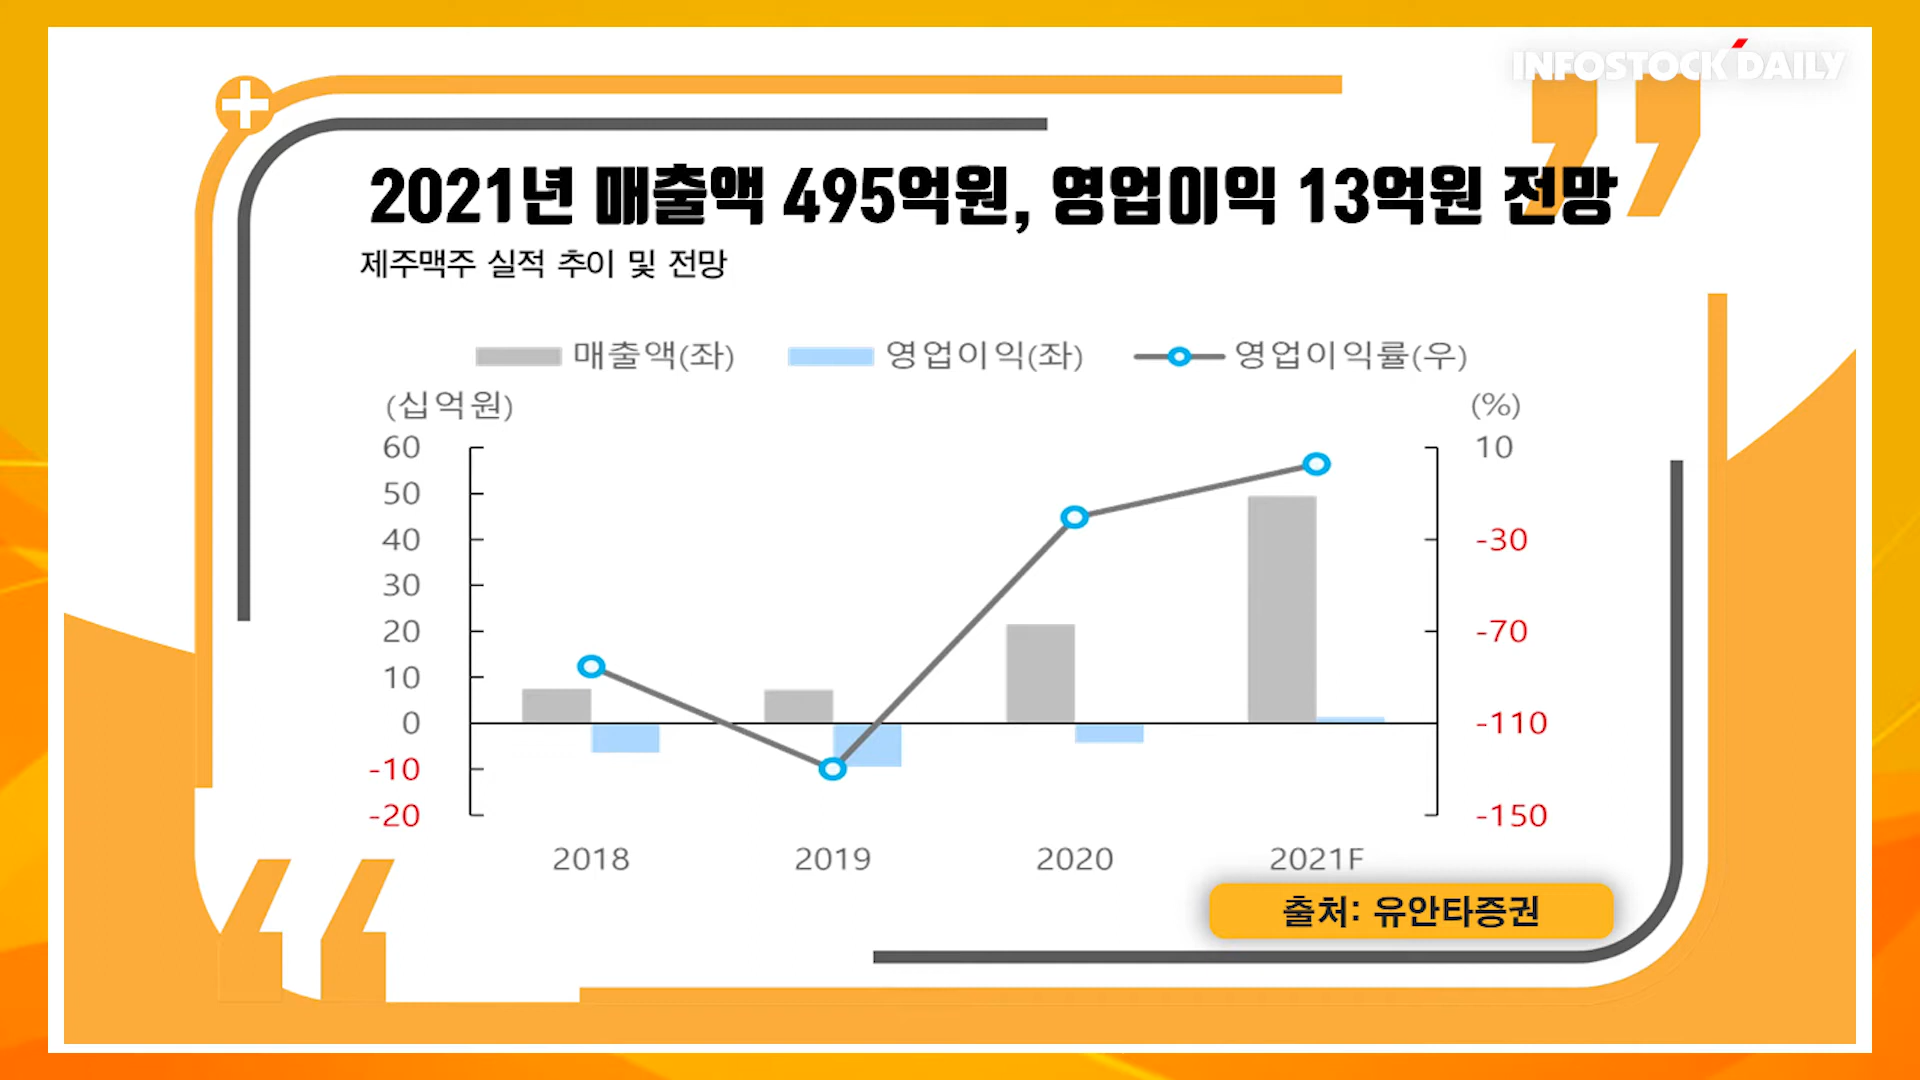 INFOSTOCK DAILY
2021년 매출액 495억원, 영업이익 13억원 전망
제주맥주 실적 추이 및 전망
매출액(좌) 영업이익(좌) 영업이익률(우)
(십억원) (%)
60 10
50
40 -30
30
20 -70
10
0 -110
-10
-20 -150
2018 2019 2020 2021F
출처: 유안타증권